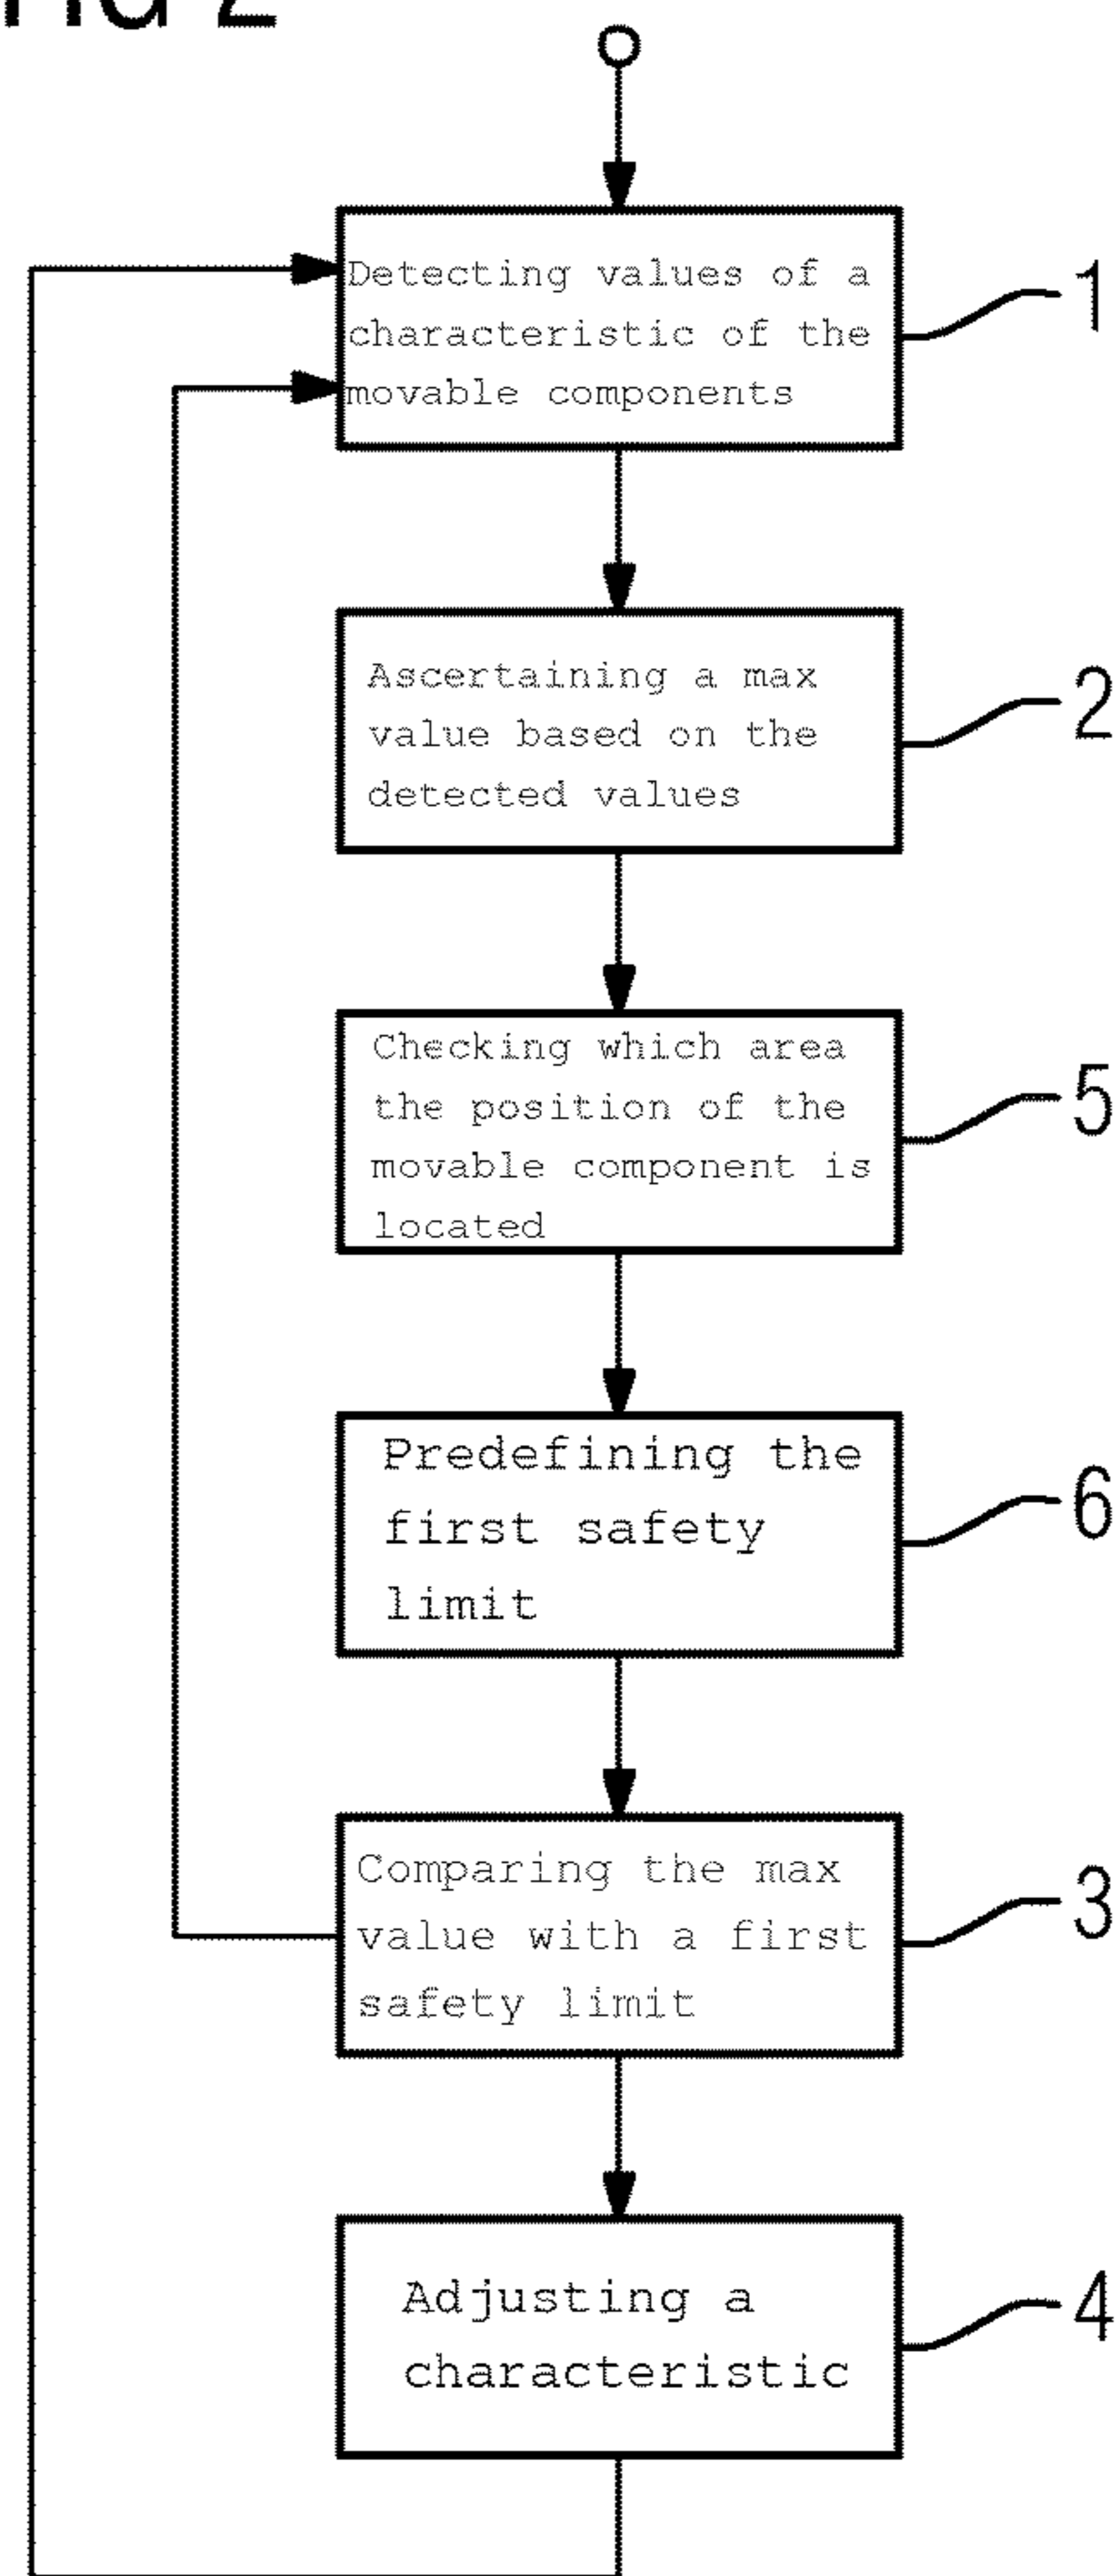 FIG 2
Detecting values of a
characteristic of the
movable components
1
Ascertaining a max
value based on the
detected values
2
Checking which area
the position of the
movable component is
located
5
Predefining the
first safety
limit
6
Comparing the max
value with a first
safety limit
3
Adjusting a
characteristic
4